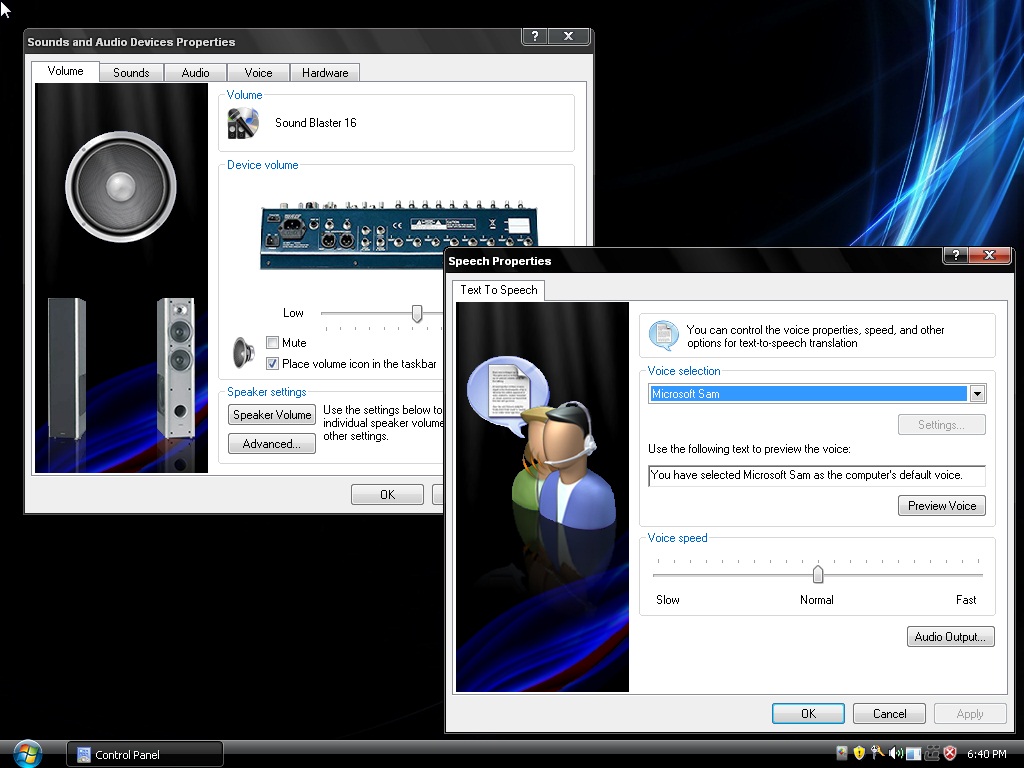 Sounds and Audio Devices Properties
?
Volume
Sounds
Audio
Voice
Hardware
Volume
Sound Blaster 16
Device volume
Low
Mute
Place volume icon in the taskbar
Speaker settings
Speaker Volume
Advanced...
Use the settings below to
individual speaker volume
other settings.
OK
Speech Properties
?
Text To Speech
You can control the voice properties, speed, and other
options for text-to-speech translation
Voice selection
Microsoft Sam
Settings...
Use the following text to preview the voice:
You have selected Microsoft Sam as the computer's default voice.
Preview Voice
Voice speed
Slow
Normal
Fast
Audio Output...
OK
Cancel
Apply
Control Panel
6:40 PM